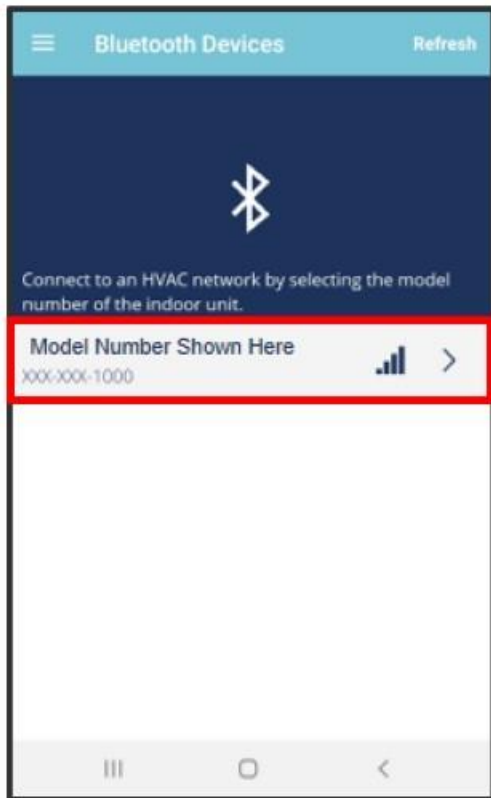 Bluetooth Devices Refresh
Connect to an HVAC network by selecting the model
number of the indoor unit.
Model Number Shown Here
XXX-XXX-1000